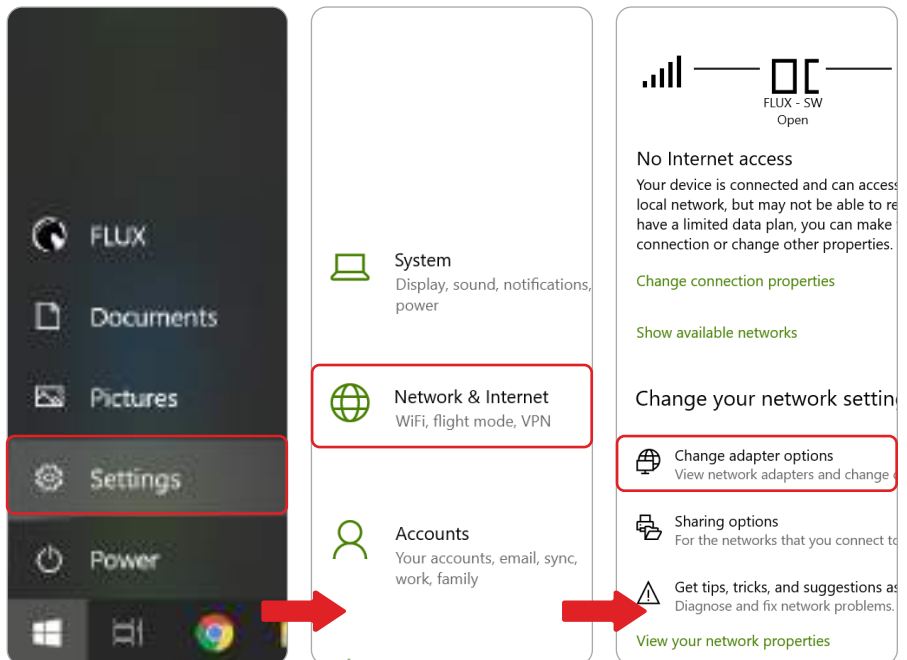 FLUX
Documents
Pictures
Settings
Power
System
Display, sound, notifications,
power
Network & Internet
WiFi, flight mode, VPN
Accounts
Your accounts, email, sync,
work, family
FLUX - SW
Open
No Internet access
Your device is connected and can access
local network, but may not be able to re
have a limited data plan, you can make
connection or change other properties.
Change connection properties
Show available networks
Change your network settin
Change adapter options
View network adapters and change
Sharing options
For the networks that you connect to
Get tips, tricks, and suggestions as
Diagnose and fix network problems.
View your network properties